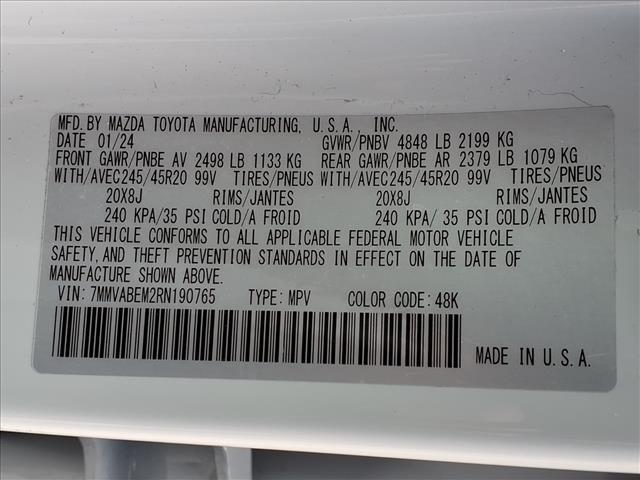 MFD. BY MAZDA TOYOTA MANUFACTURING, U.S.A., INC.
DATE 01/24 GVWR/PNBV 4848 LB 2199 KG
FRONT GAWR/PNBE AV 2498 LB 1133 KG REAR GAWR/PNBE AR 2379 LB 1079 KG
WITH/AVEC245/45R20 99V TIRES/PNEUS WITH/AVEC245/45R20 99V TIRES/PNEUS
20X8J RIMS/JANTES 20X8J RIMS/JANTES
240 KPA/35 PSI COLD/A FROID 240 KPA/ 35 PSI COLD/A FROID
THIS VEHICLE CONFORMS TO ALL APPLICABLE FEDERAL MOTOR VEHICLE
SAFETY, AND THEFT PREVENTION STANDARDS IN EFFECT ON THE DATE OF
MANUFACTURE SHOWN ABOVE.
VIN: 7MMVABEM2RN190765 TYPE: MPV COLOR CODE: 48K
MADE IN U.S.A.